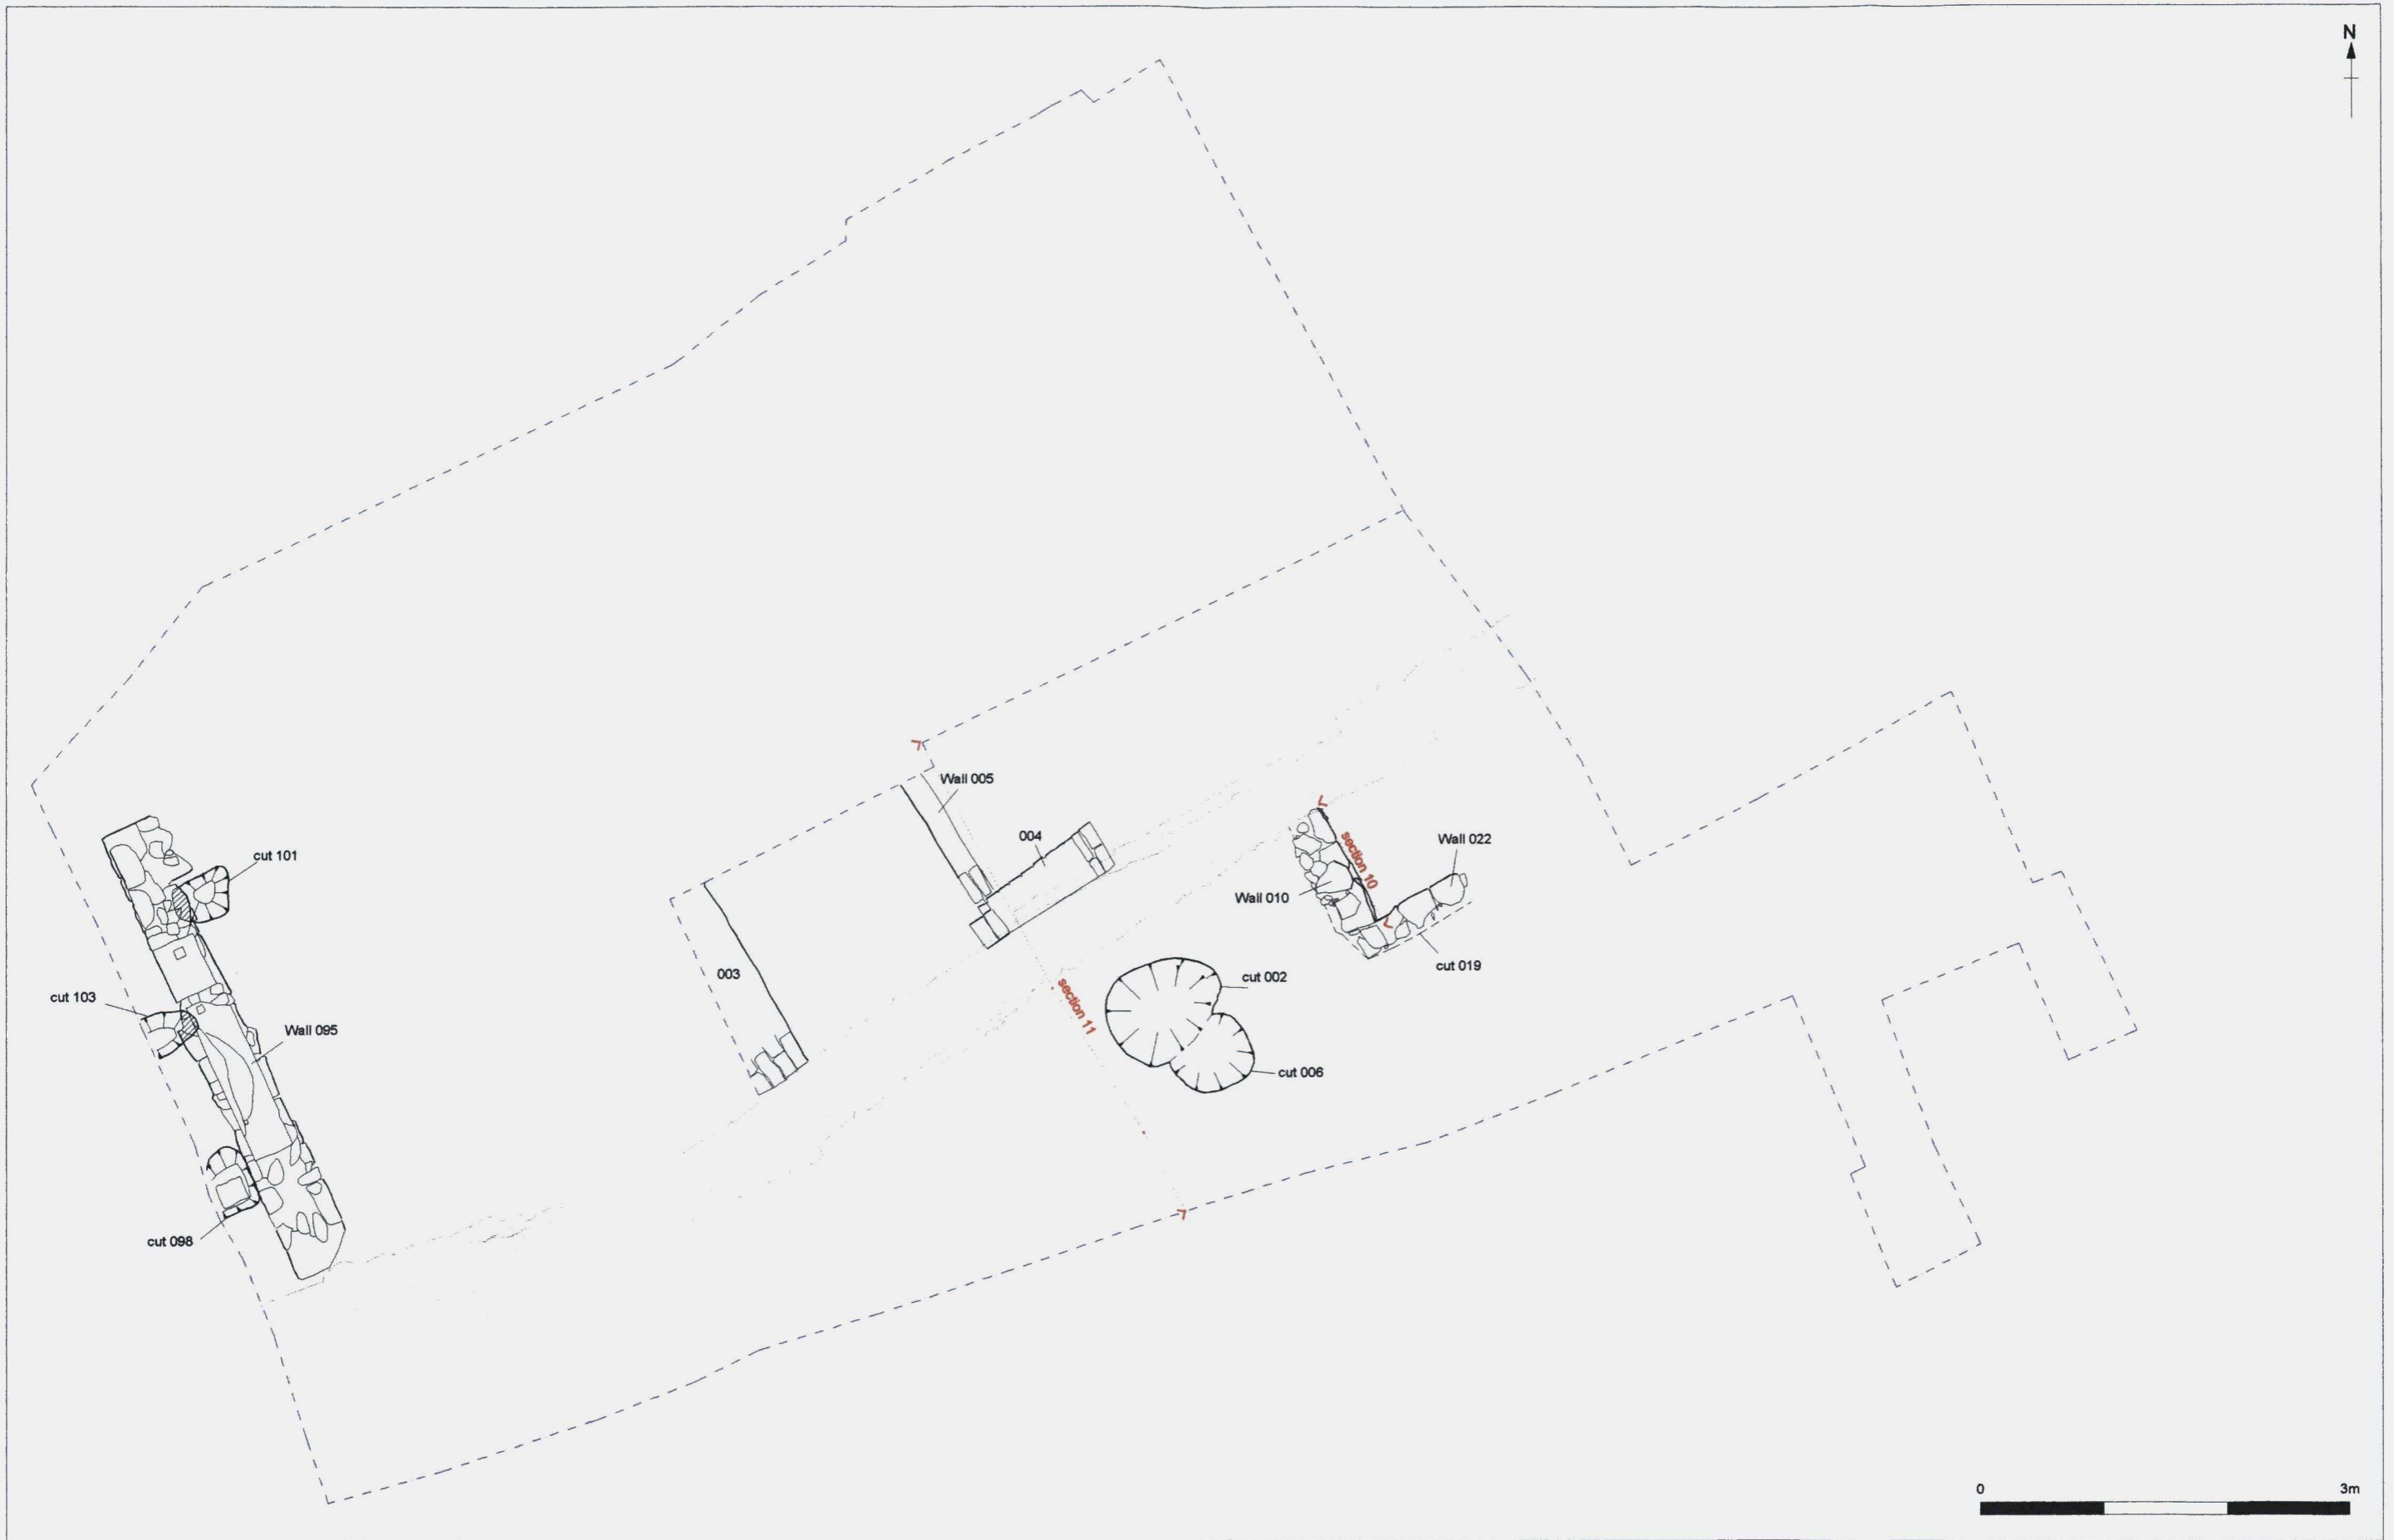 N
Wall 005
004
section 10
Wall 022
cut 101
Wall 010
cut 019
003
cut 002
section 11
cut 103
Wall 095
cut 006
cut 098
0 3m